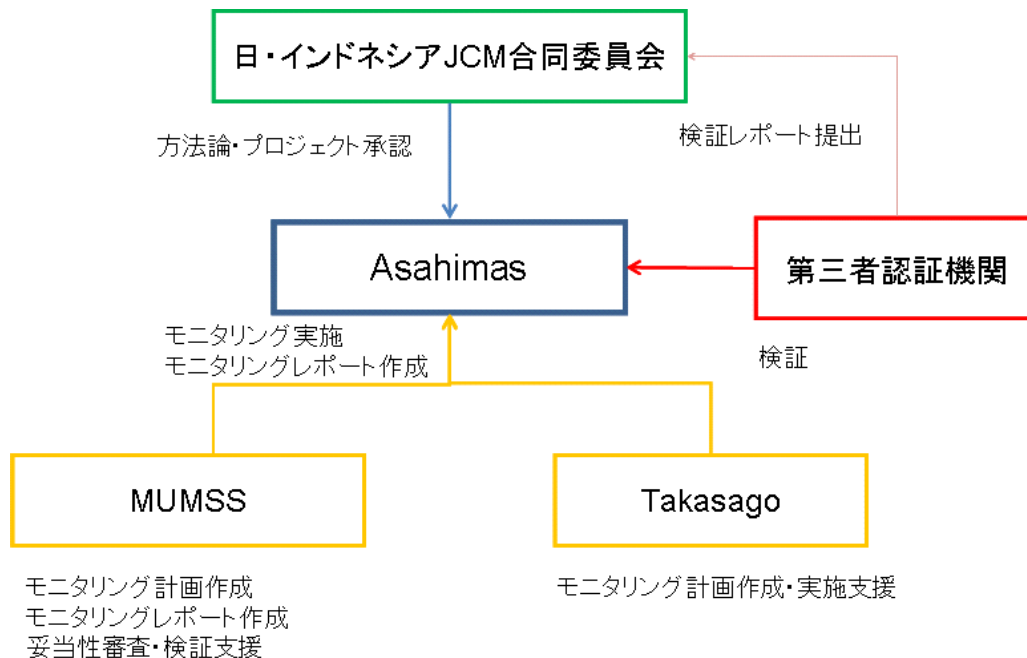 日・インドネシアJCM合同委員会
方法論・プロジェクト承認
検証レポート提出
Asahimas
第三者認証機関
モニタリング実施
モニタリングレポート作成
検証
MUMSS
Takasago
モニタリング計画作成
モニタリングレポート作成
妥当性審査・検証支援
モニタリング計画作成・実施支援